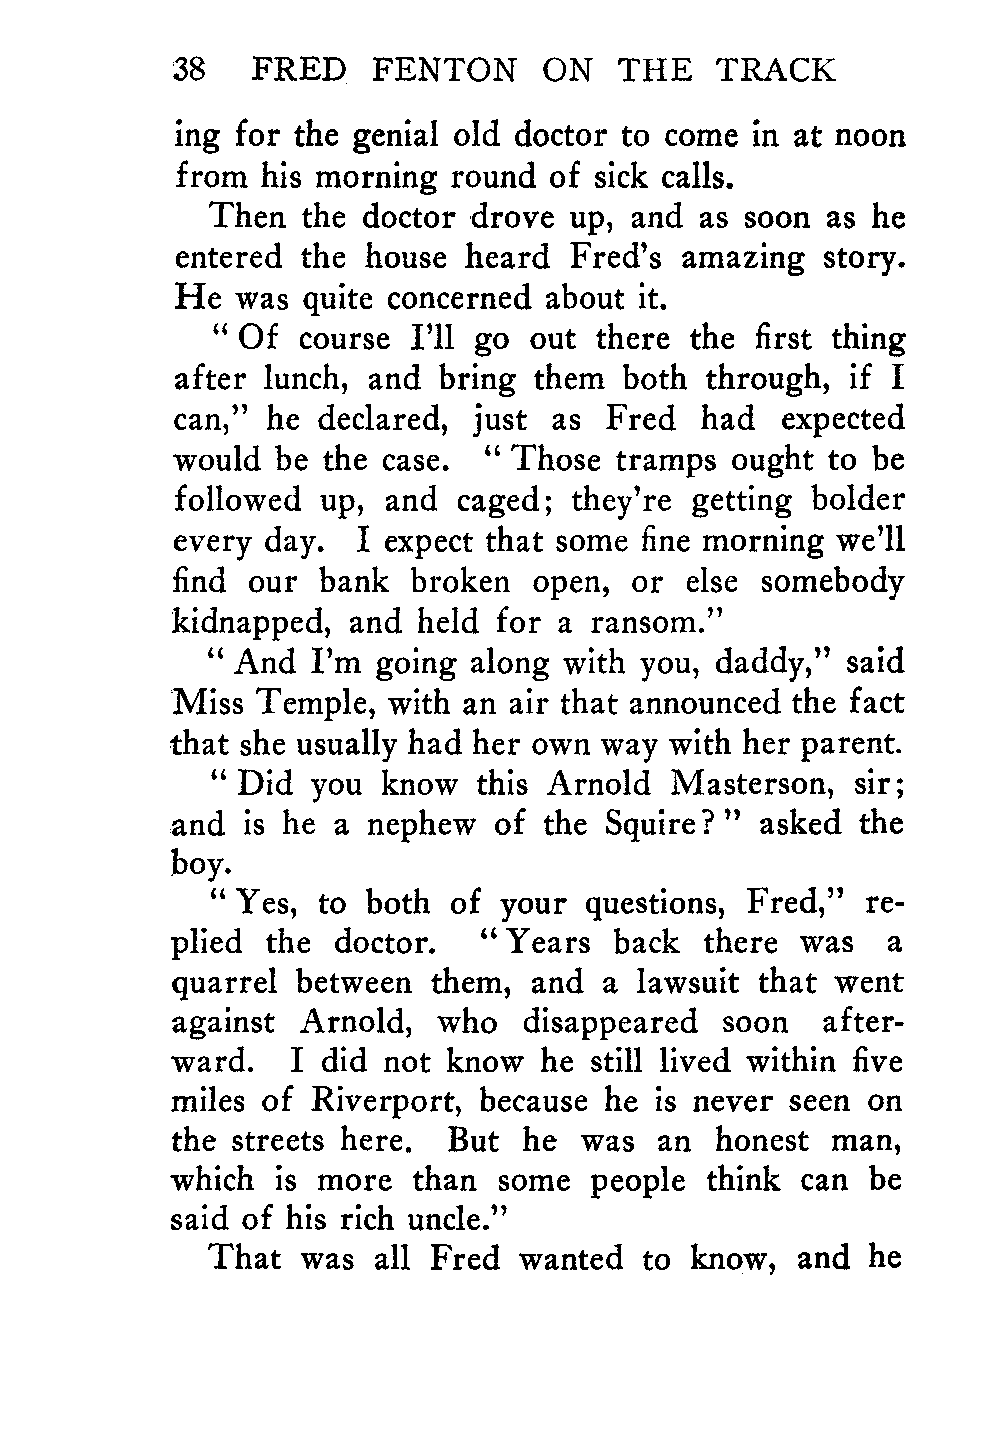 38 FRED FENTON ON THE TRACK
ing for the genial old doctor to come in at noon
from his morning round of sick calls.
Then the doctor drove up, and as soon as he
entered the house heard Fred's amazing story.
He was quite concerned about it.
" Of course I'll go out there the first thing
after lunch, and bring them both through, if I
can," he declared, just as Fred had expected
would be the case. " Those tramps ought to be
followed up, and caged; they're getting bolder
every day. I expect that some fine morning we'll
find our bank broken open, or else somebody
kidnapped, and held for a ransom."
" And I'm going along with you, daddy," said
Miss Temple, with an air that announced the fact
that she usually had her own way with her parent.
" Did you know this Arnold Masterson, sir;
and is he a nephew of the Squire? " asked the
boy.
" Yes, to both of your questions, Fred," re-
plied the doctor. " Years back there was a
quarrel between them, and a lawsuit that went
against Arnold, who disappeared soon after-
ward. I did not know he still lived within five
miles of Riverport, because he is never seen on
the streets here. But he was an honest man,
which is more than some people think can be
said of his rich uncle."
That was all Fred wanted to know, and he